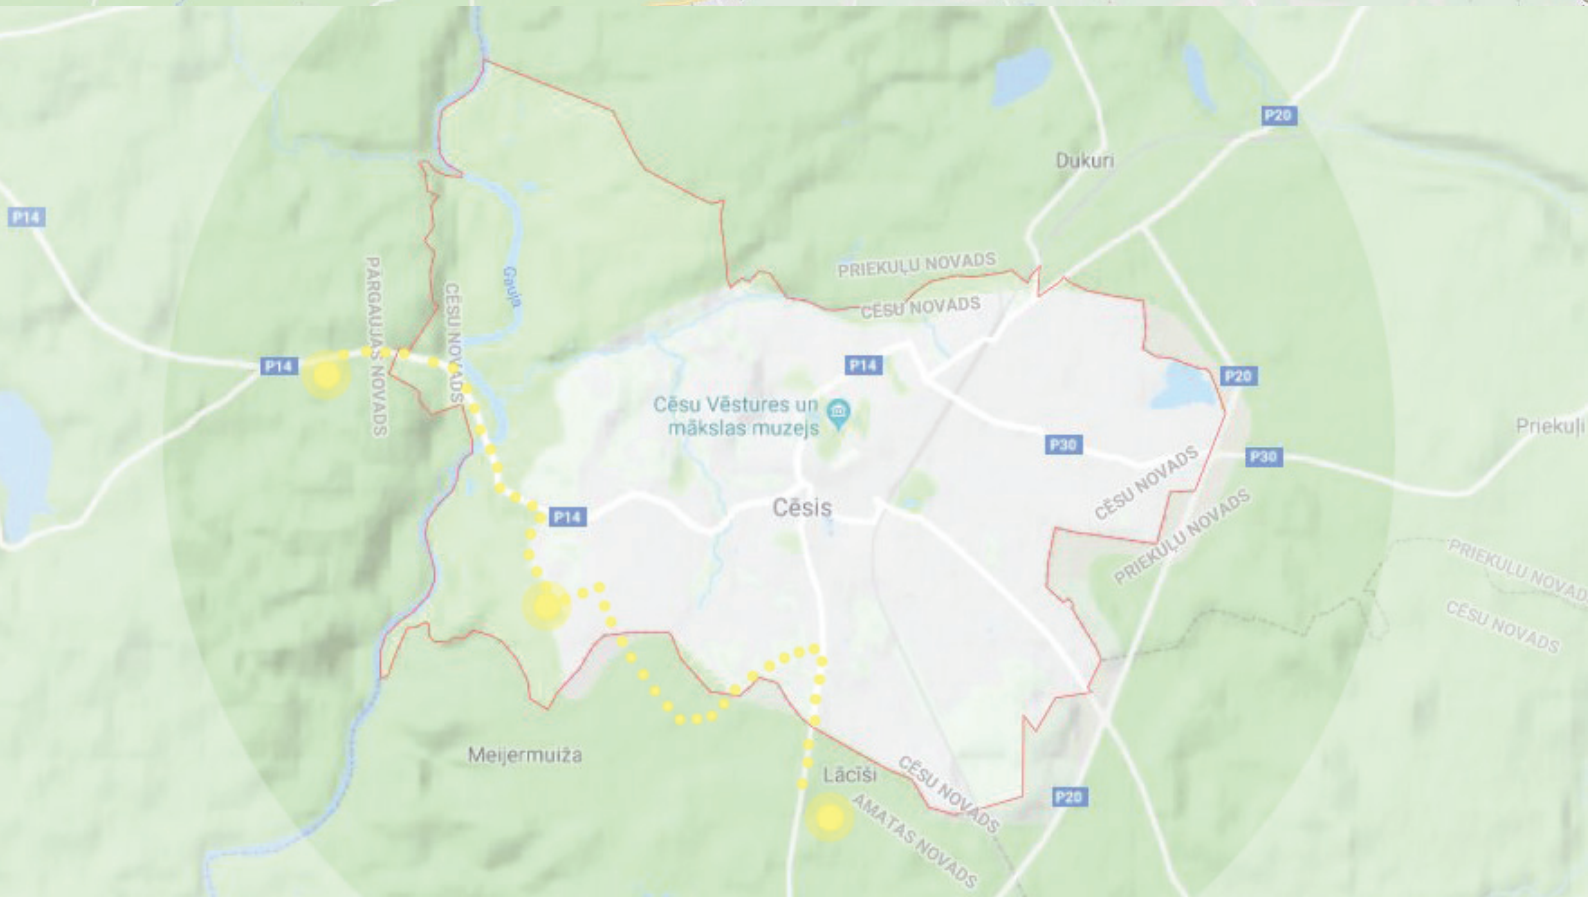 P20
Dukuri
P14
PRIEKUĻU NOVADS
CĒSU NOVADS
Gauja
PĀRGAUJAS NOVADS
CĒSU NOVADS
P14
P14
P20
Cēsu Vēstures un
mākslas muzejs
Priekuļi
P30
P30
CĒSU NOVADS
PRIEKUĻU NOVADS
Cēsis
P14
PRIEKUĻU NOVADS
CĒSU NOVADS
Meijermuiža
Lācīši
CĒSU NOVADS
AMATAS NOVADS
P20